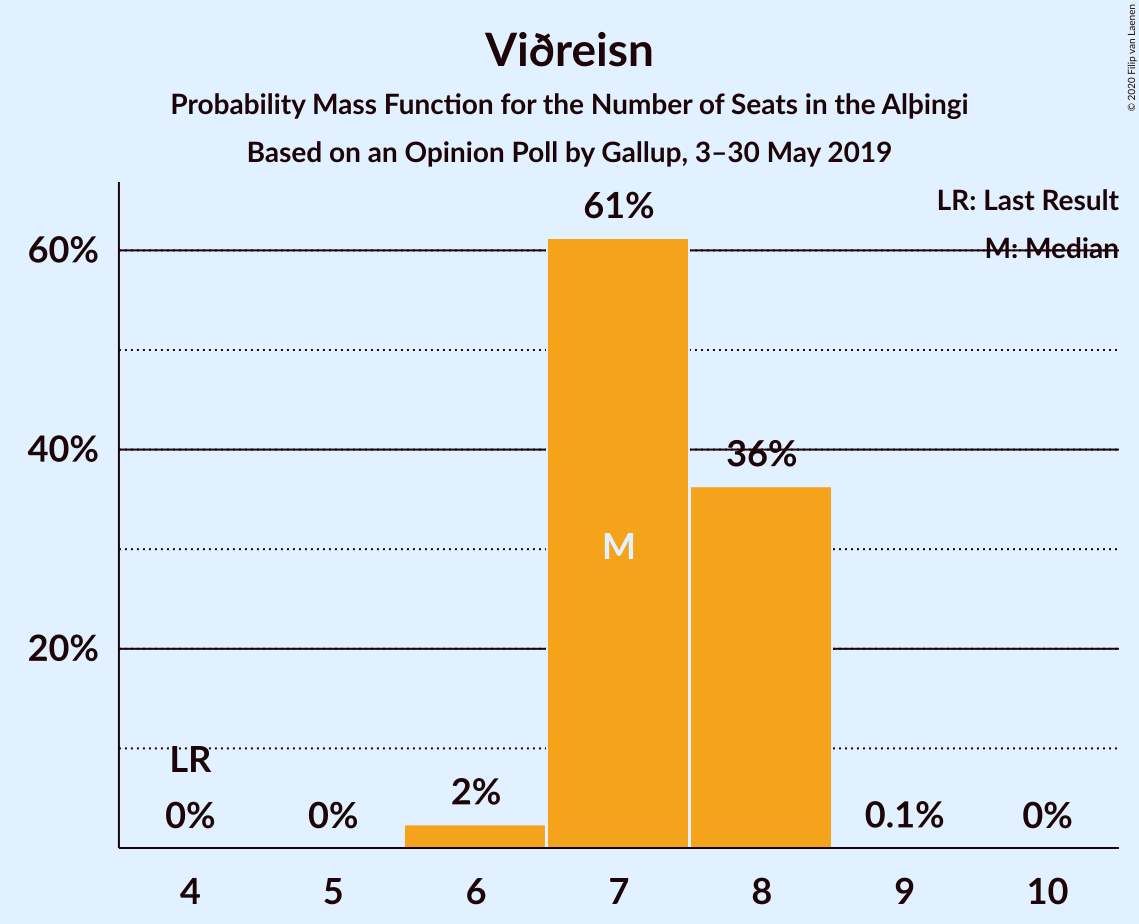 Viðreisn
Probability Mass Function for the Number of Seats in the Alþingi
Based on an Opinion Poll by Gallup, 3–30 May 2019
© 2020 Filip van Laenen
LR: Last Result
M: Median
61%
60%
40%
36%
M
20%
LR
0%
0%
2%
0.1%
0%
4
5
6
7
8
9
10